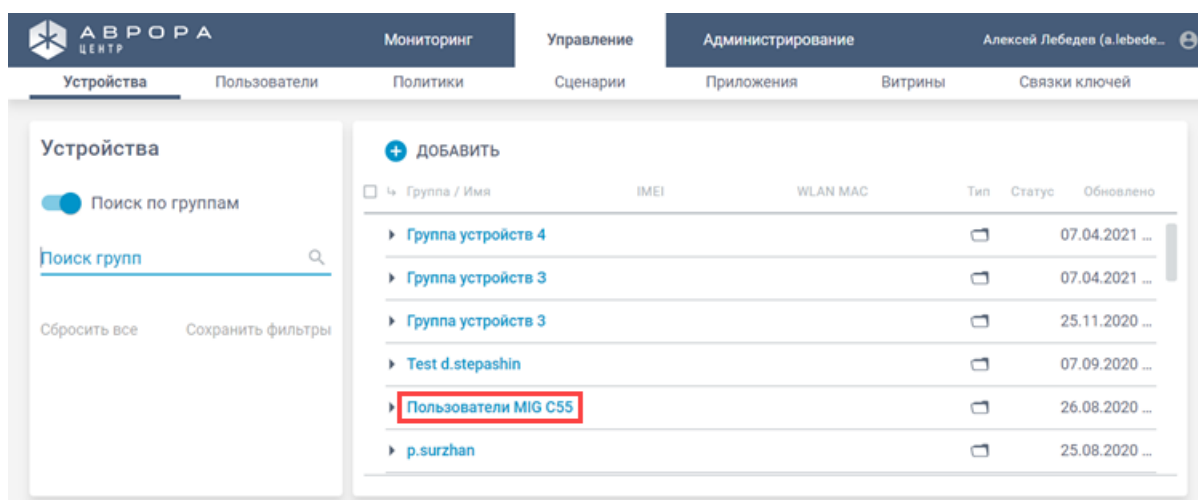 АВРОРА
ЦЕНТР
Мониторинг Управление Администрирование Алексей Лебедев (a.lebede...
Устройства Пользователи Политики Сценарии Приложения Витрины Связки ключей
Устройства
Поиск по группам
Поиск групп
Сбросить все Сохранить фильтры
ДОБАВИТЬ
Группа / Имя IMEI WLAN MAC Тип Статус Обновлено
Группа устройств 4 07.04.2021 ...
Группа устройств 3 07.04.2021 ...
Группа устройств 3 25.11.2020 ...
Test d.stepashin 07.09.2020 ...
Пользователи MIG C55 26.08.2020 ...
p.surzhan 25.08.2020 ...